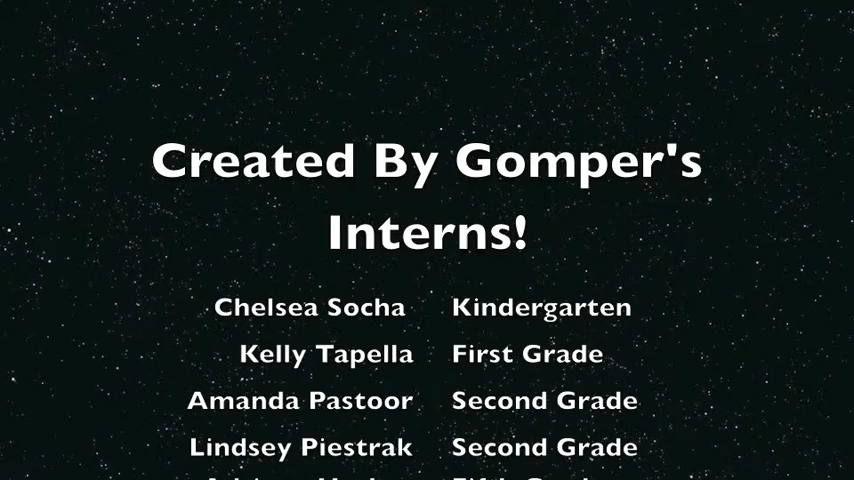 Created By Gomper's
Interns!
Chelsea Socha Kindergarten
Kelly Tapella First Grade
Amanda Pastoor Second Grade
Lindsey Piestrak Second Grade